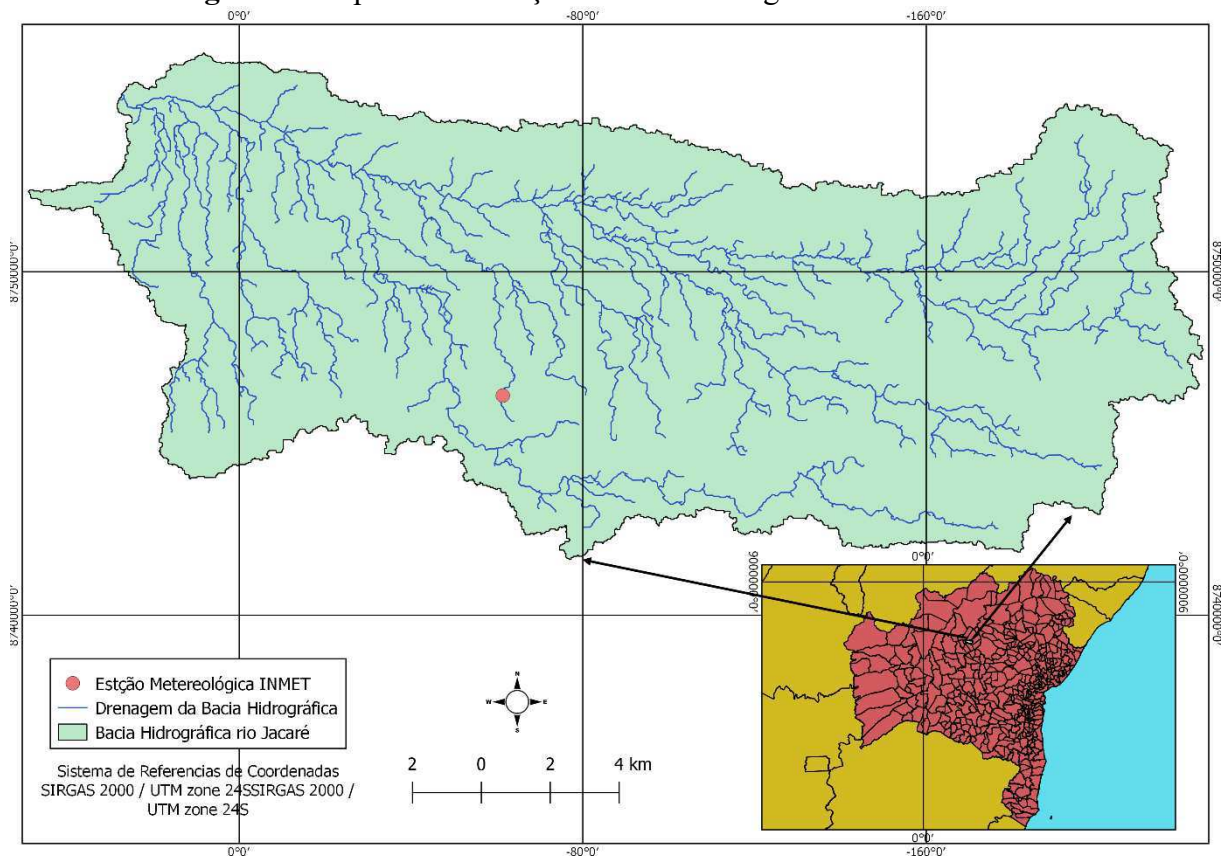 0°0'
-80°0'
-160°0'
8750000°0'
8750000°0'
8740000°0'
8740000°0'
0°0'
9000000°0'
9000000°0'
0°0'
Estção Metereológica INMET
Drenagem da Bacia Hidrográfica
Bacia Hidrográfica rio Jacaré
N
W
E
S
Sistema de Referencias de Coordenadas
SIRGAS 2000 / UTM zone 24SSIRGAS 2000 /
UTM zone 24S
2 0 2 4 km
0°0'
-80°0'
-160°0'